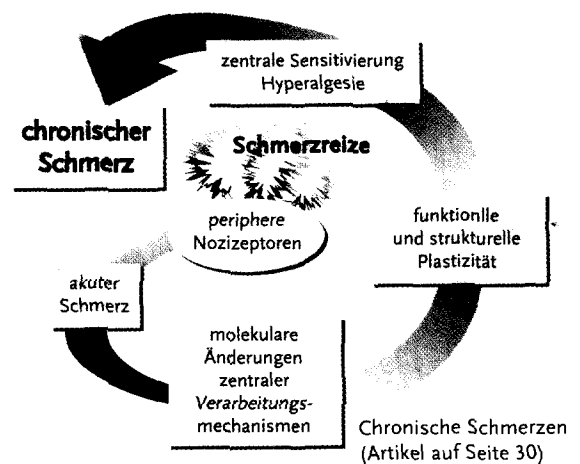 zentrale Sensitivierung
Hyperalgesie
chronischer
Schmerz
Schmerzreize
periphere
Nozizeptoren
funktionlle
und strukturelle
Plastizität
akuter
Schmerz
molekulare
Änderungen
zentraler
Verarbeitungs-
mechanismen
Chronische Schmerzen
(Artikel auf Seite 30)